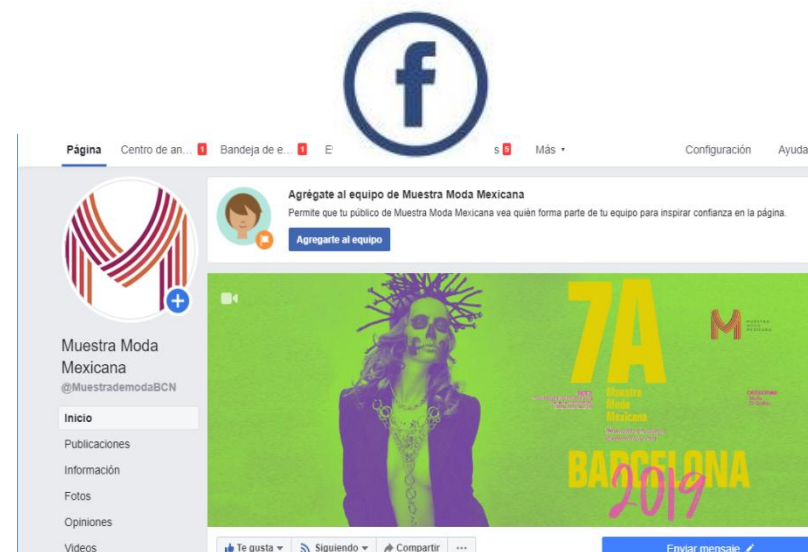 f
Página Centro de an... 1 Bandeja de e... 1 s 5 Más Configuración Ayuda
Agrégate al equipo de Muestra Moda Mexicana
Permite que tu público de Muestra Moda Mexicana vea quién forma parte de tu equipo para inspirar confianza en la página.
Agregarte al equipo
Muestra Moda
Mexicana
@MuestrademodaBCN
Inicio
Publicaciones
Información
Fotos
Opiniones
Videos
7A
MUESTRA
MODA
MEXICANA
Muestra
Moda
Mexicana
BARCELONA
2019
Te gusta Siguiendo Compartir ...
Enviar mensaje